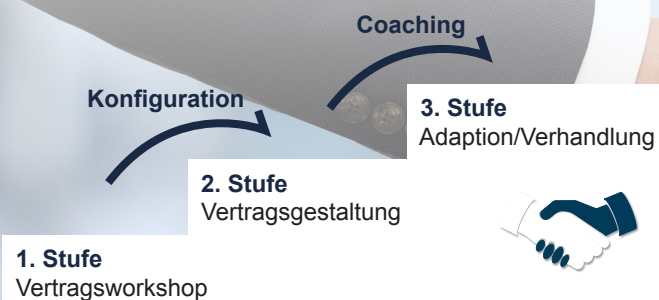 Coaching
Konfiguration
3. Stufe
Adaption/Verhandlung
2. Stufe
Vertragsgestaltung
1. Stufe
Vertragsworkshop